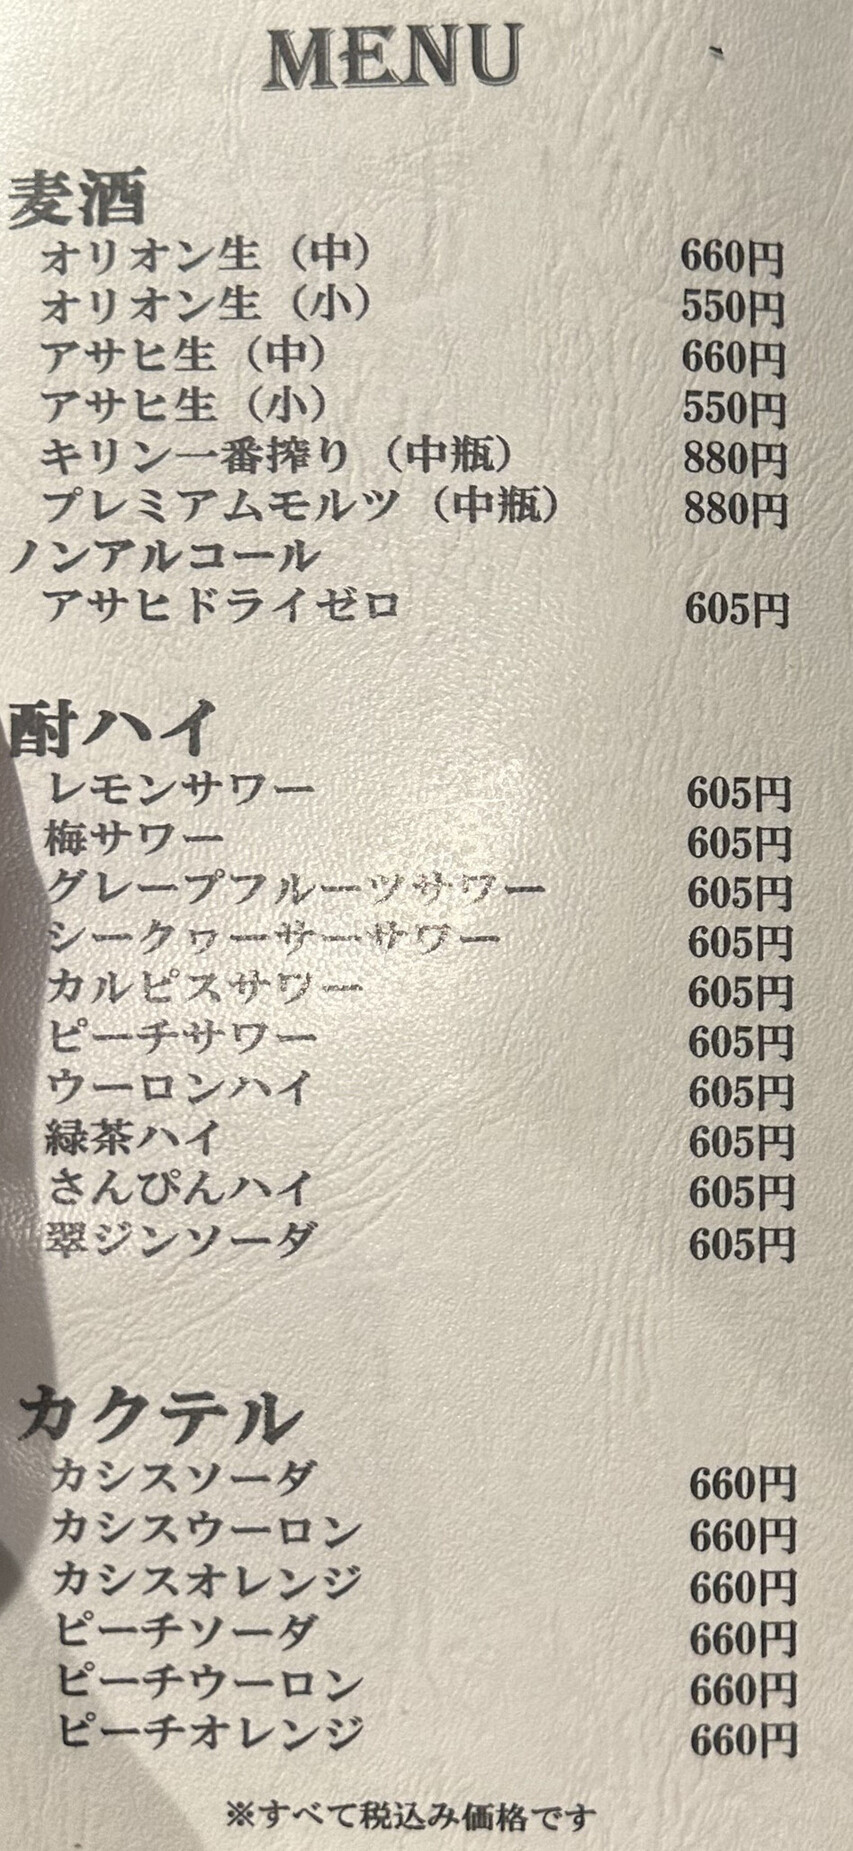 MENU
麦酒
オリオン生（中） 660円
オリオン生（小） 550円
アサヒ生（中） 660円
アサヒ生（小） 550円
キリン一番搾り（中瓶） 880円
プレミアムモルツ（中瓶） 880円
ノンアルコール
アサヒドライゼロ 605円
酎ハイ
レモンサワー 605円
梅サワー 605円
グレープフルーツサワー 605円
シークヮーサーサワー 605円
カルピスサワー 605円
ピーチサワー 605円
ウーロンハイ 605円
緑茶ハイ 605円
さんぴんハイ 605円
翠ジンソーダ 605円
カクテル
カシスソーダ 660円
カシスウーロン 660円
カシスオレンジ 660円
ピーチソーダ 660円
ピーチウーロン 660円
ピーチオレンジ 660円
※すべて税込み価格です